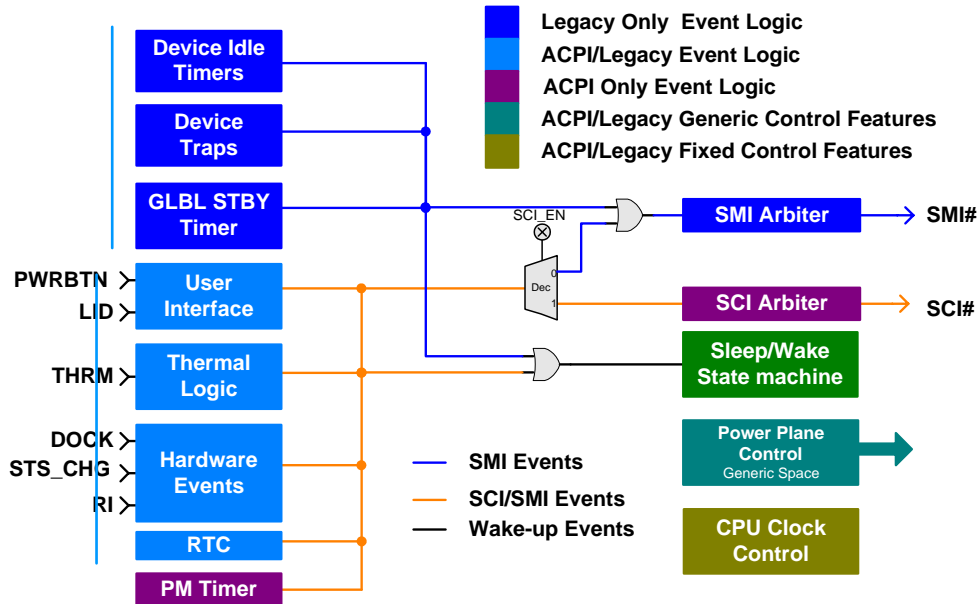 Device Idle
Timers
Device
Traps
GLBL STBY
Timer
PWRBTN
LID
User
Interface
THRM
Thermal
Logic
DOCK
STS_CHG
RI
Hardware
Events
RTC
PM Timer
Legacy Only Event Logic
ACPI/Legacy Event Logic
ACPI Only Event Logic
ACPI/Legacy Generic Control Features
ACPI/Legacy Fixed Control Features
SCI_EN
0
Dec
1
SMI Arbiter
SMI#
SCI Arbiter
SCI#
Sleep/Wake
State machine
Power Plane
Control
Generic Space
CPU Clock
Control
SMI Events
SCI/SMI Events
Wake-up Events